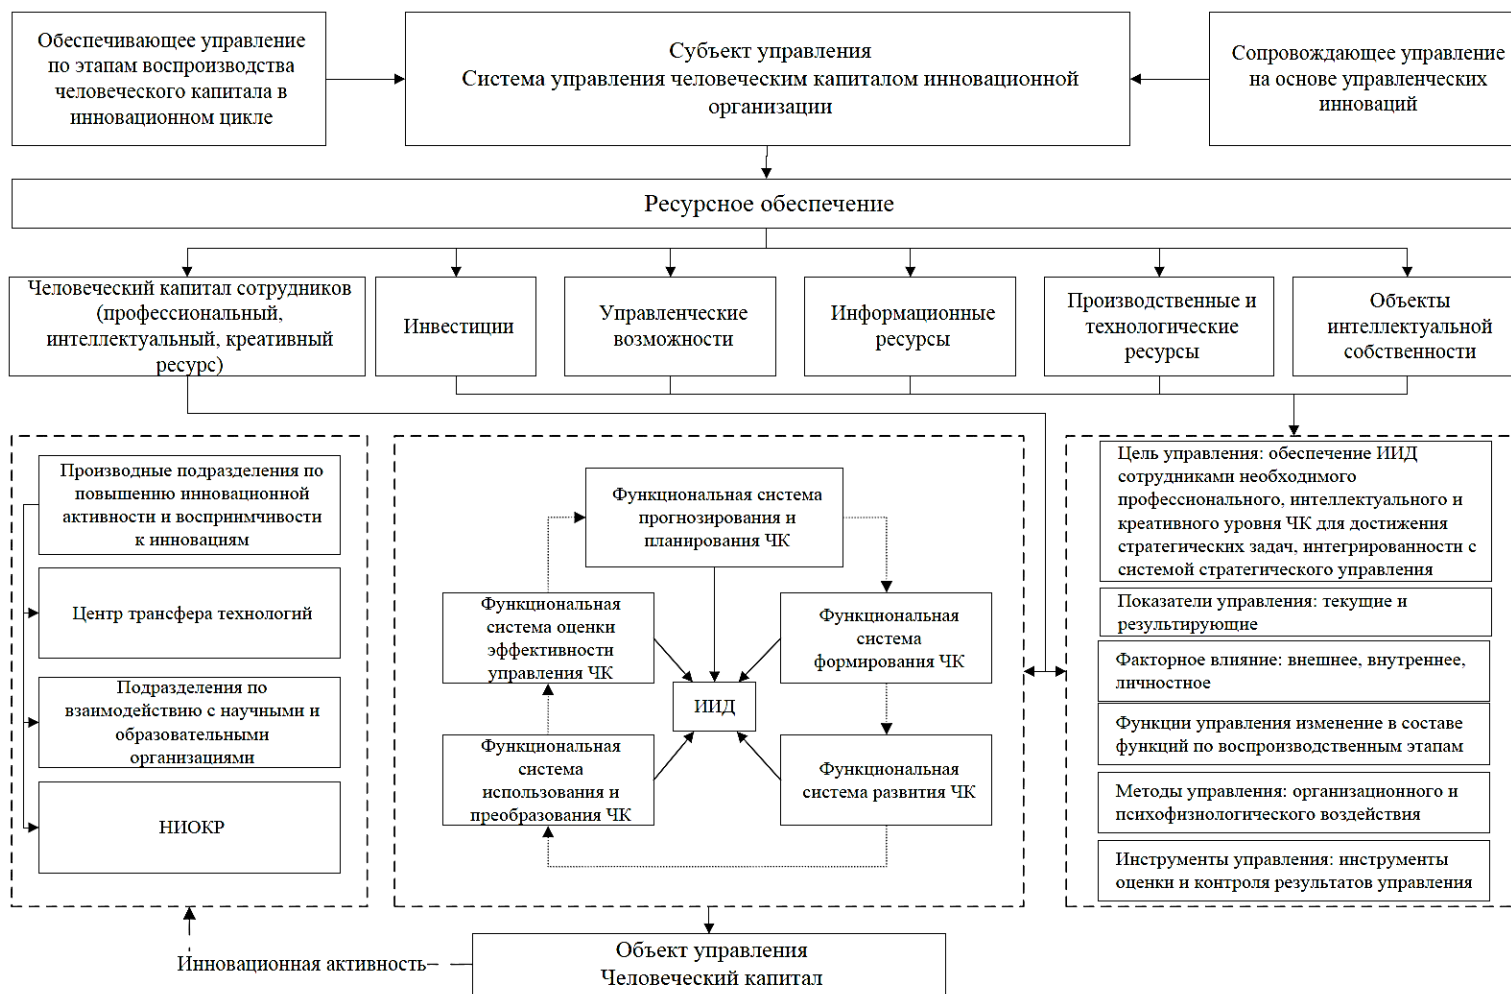 Обеспечивающее управление
по этапам воспроизводства
человеческого капитала в
инновационном цикле
Субъект управления
Система управления человеческим капиталом инновационной
организации
Сопровождающее управление
на основе управленческих
инноваций
Ресурсное обеспечение
Человеческий капитал сотрудников
(профессиональный,
интеллектуальный, креативный
ресурс)
Инвестиции
Управленческие
возможности
Информационные
ресурсы
Производственные и
технологические
ресурсы
Объекты
интеллектуальной
собственности
Производные подразделения по
повышению инновационной
активности и восприимчивости
к инновациям
Центр трансфера технологий
Подразделения по
взаимодействию с научными и
образовательными
организациями
НИОКР
Функциональная система
прогнозирования и
планирования ЧК
Функциональная
система оценки
эффективности
управления ЧК
Функциональная
система
формирования ЧК
ИИД
Функциональная
система
использования и
преобразования ЧК
Функциональная
система развития ЧК
Цель управления: обеспечение ИИД
сотрудниками необходимого
профессионального, интеллектуального и
креативного уровня ЧК для достижения
стратегических задач, интегрированности с
системой стратегического управления
Показатели управления: текущие и
результирующие
Факторное влияние: внешнее, внутреннее,
личностное
Функции управления изменение в составе
функций по воспроизводственным этапам
Методы управления: организационного и
психофизиологического воздействия
Инструменты управления: инструменты
оценки и контроля результатов управления
Инновационная активность
Объект управления
Человеческий капитал